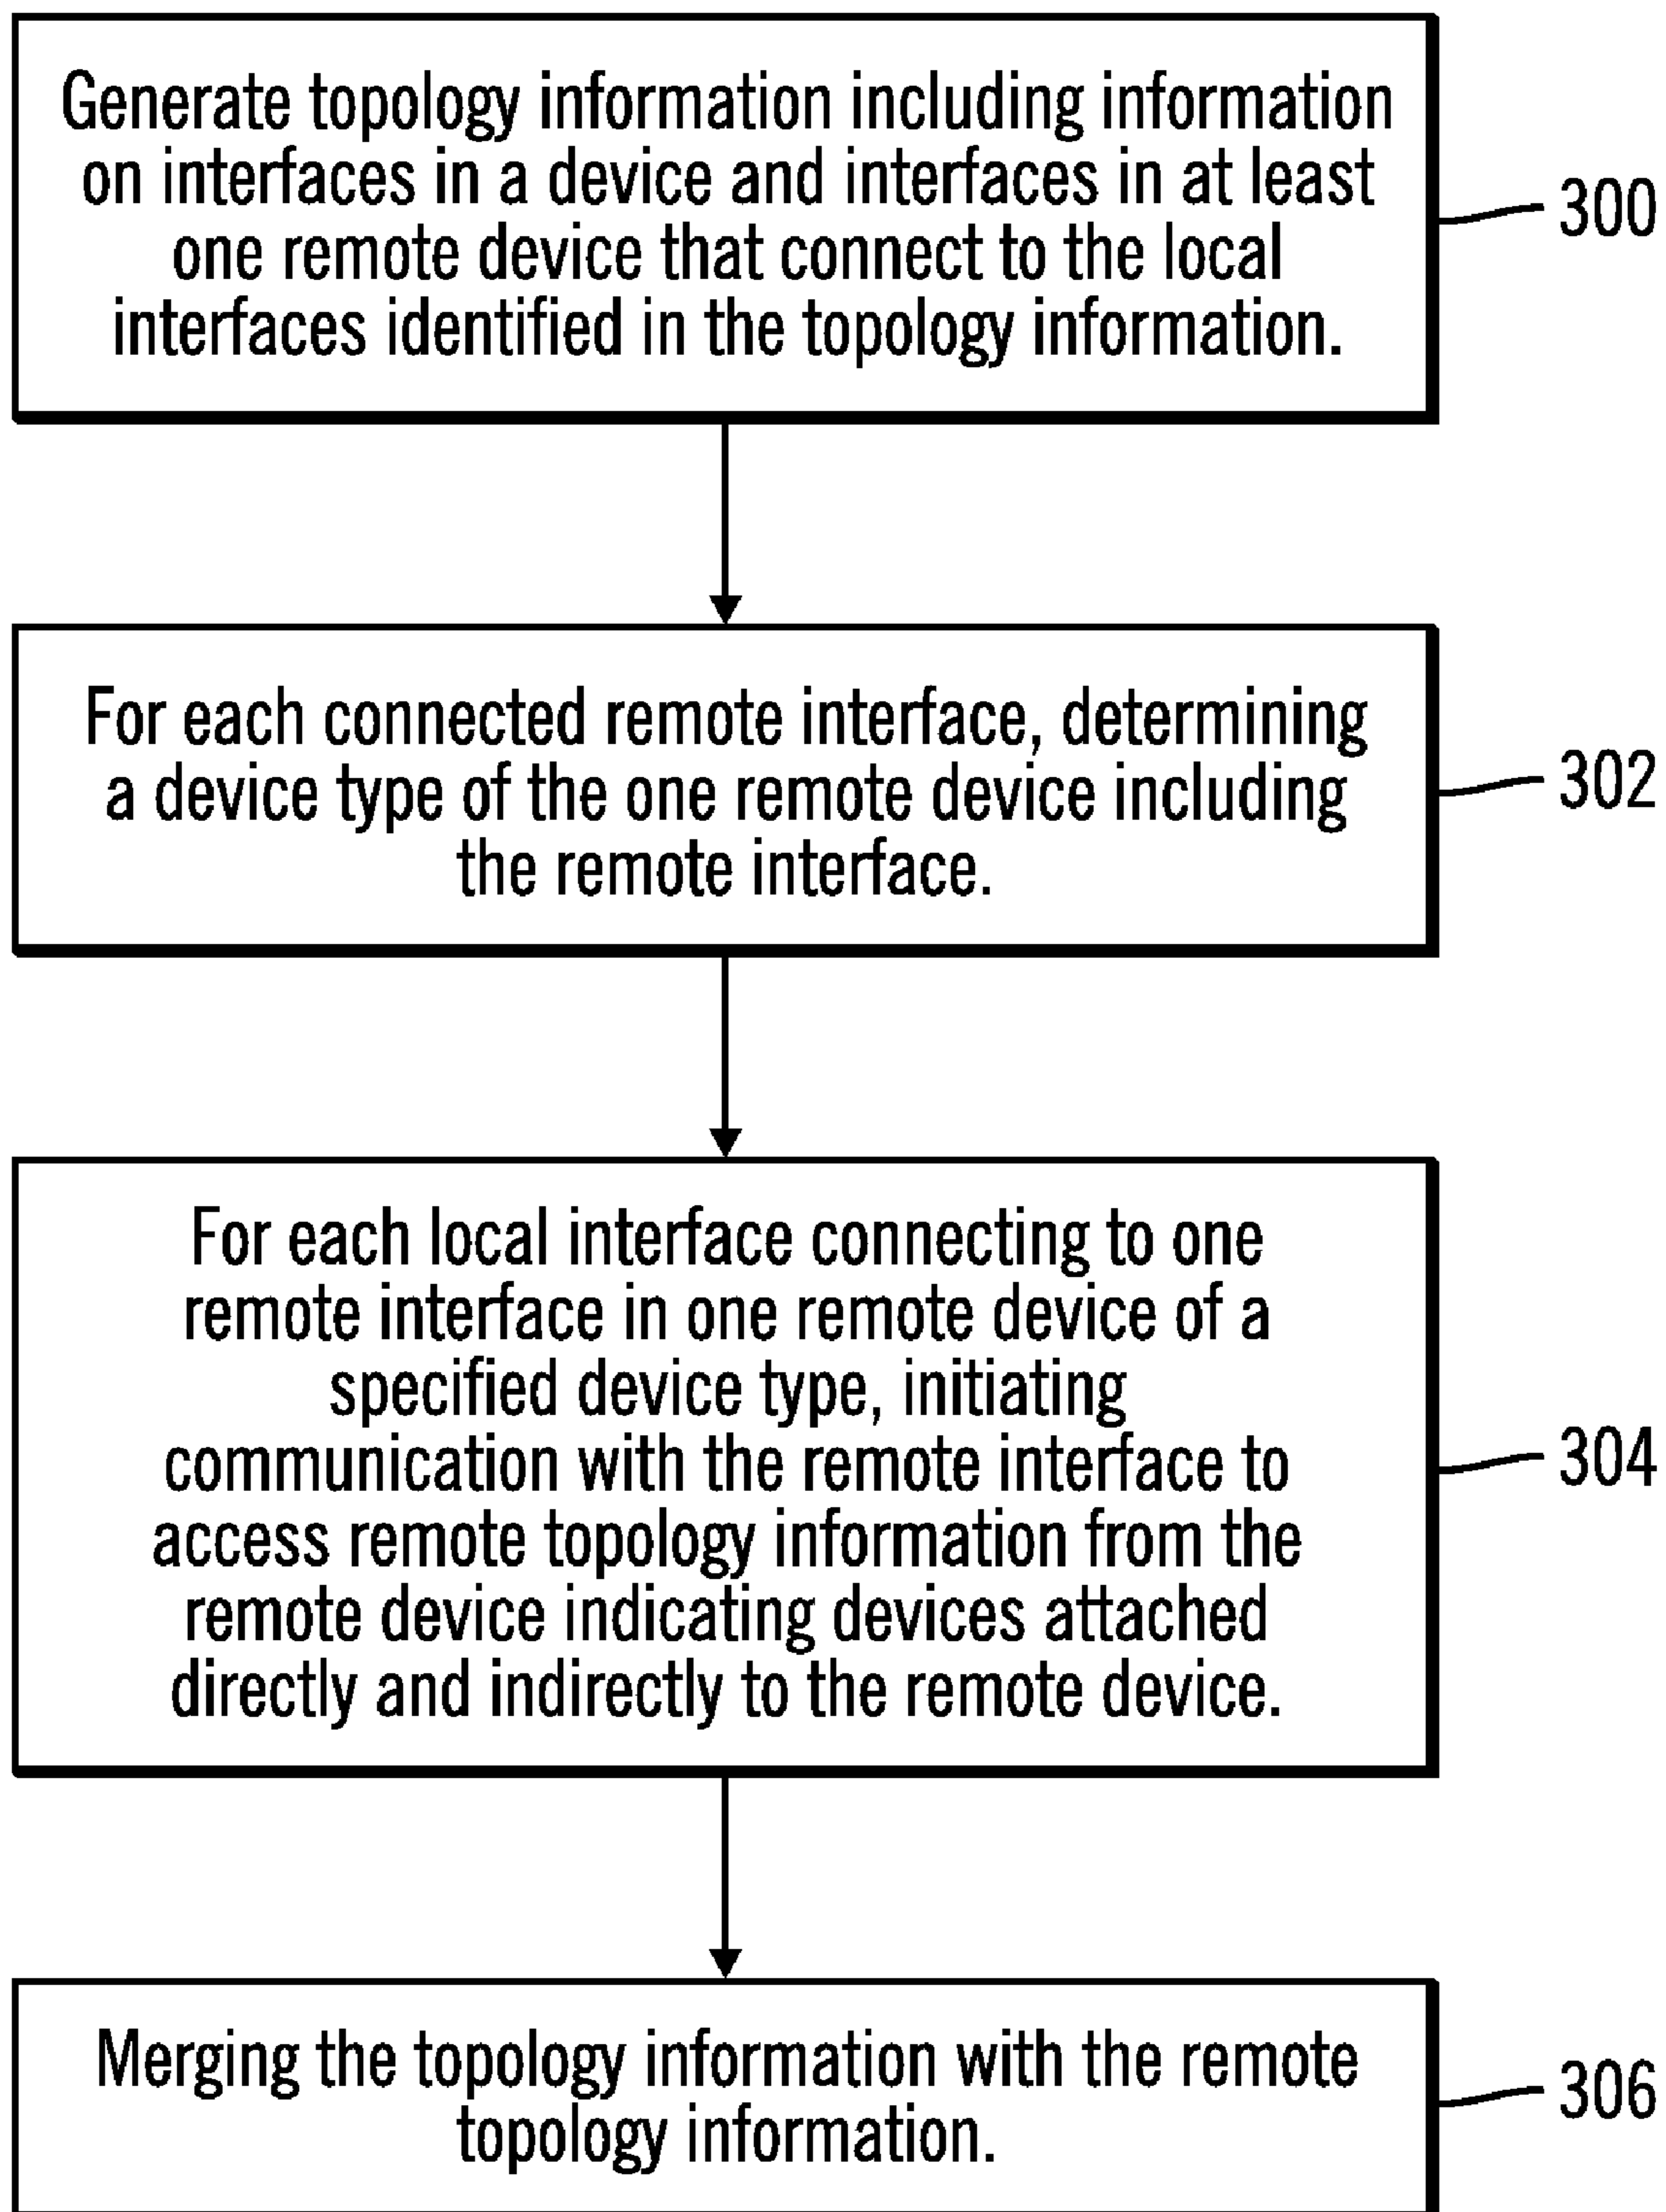 Generate topology information including information
on interfaces in a device and interfaces in at least
one remote device that connect to the local
interfaces identified in the topology information.
300
For each connected remote interface, determining
a device type of the one remote device including
the remote interface.
302
For each local interface connecting to one
remote interface in one remote device of a
specified device type, initiating
communication with the remote interface to
access remote topology information from the
remote device indicating devices attached
directly and indirectly to the remote device.
304
Merging the topology information with the remote
topology information.
306